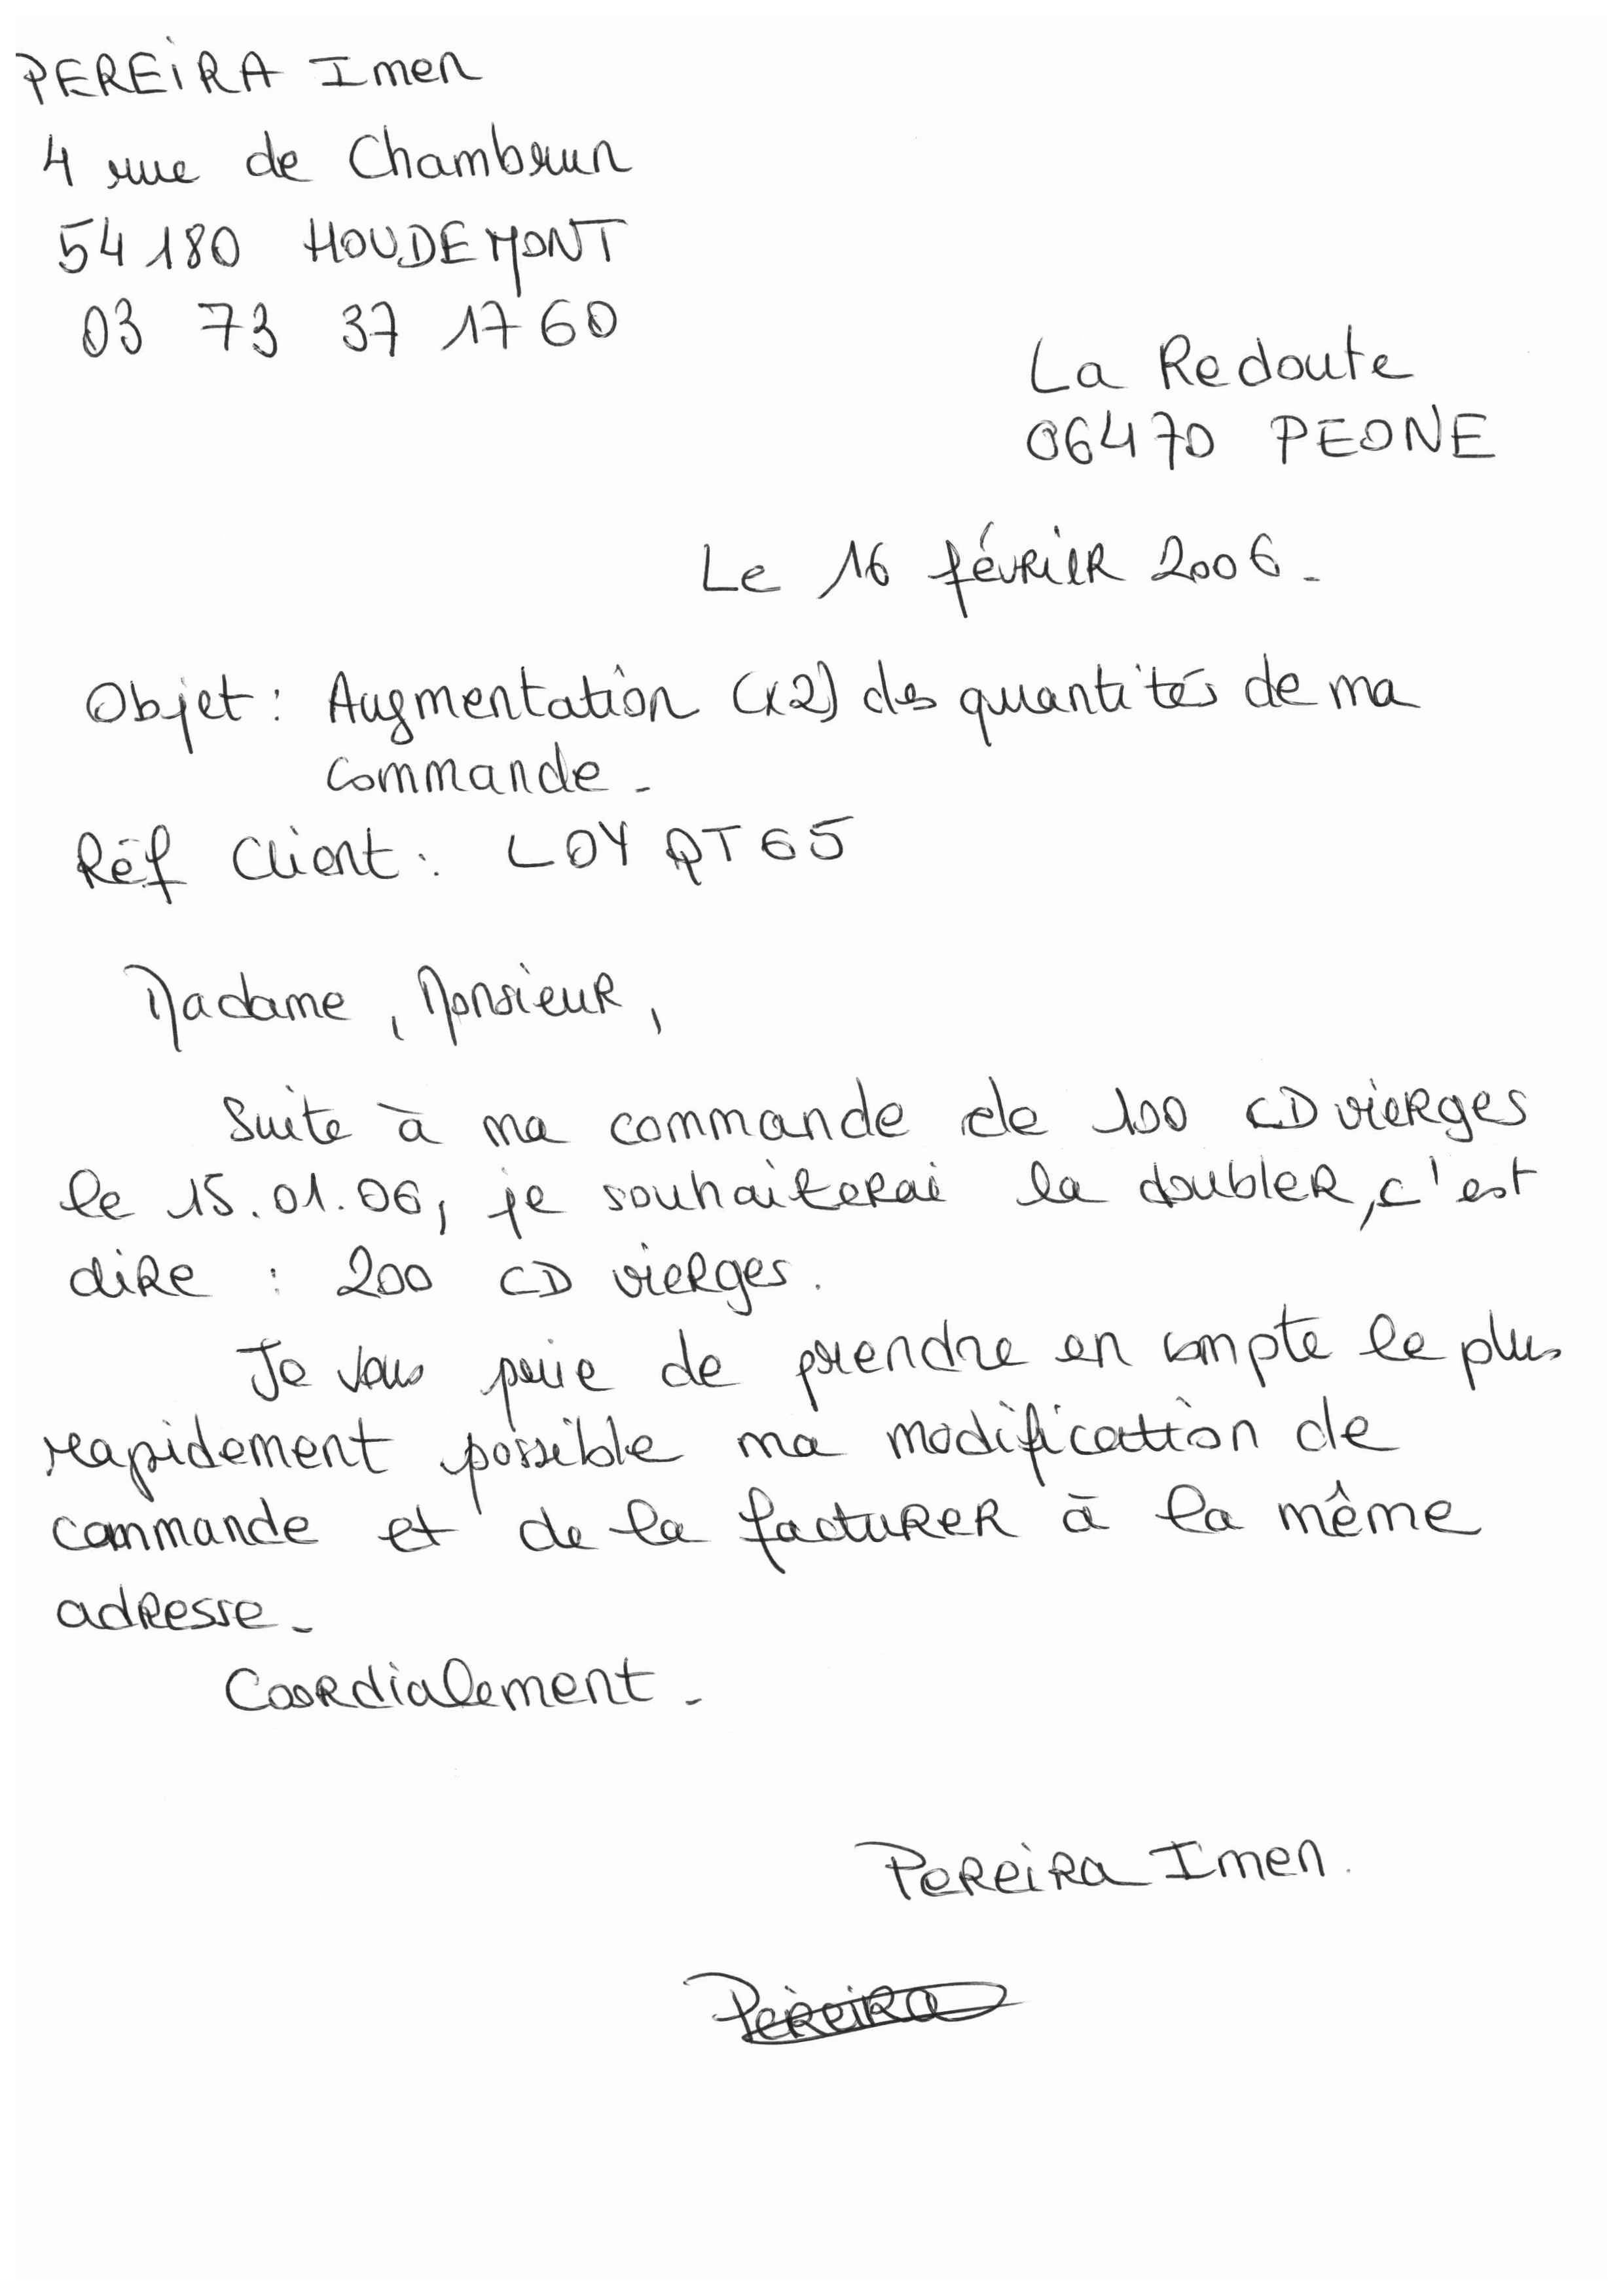 PEREIRA Imen
4 rue de Chambrun
54180 HOUDEMONT
03 73 37 17 60
La Redoute
06470 PEONE
Le 16 février 2006.
Objet : Augmentation (x2) des quantités de ma
commande.
Réf Client : LOYQT65
Madame, Monsieur,
Suite à ma commande de 100 CD vierges
le 15.01.06, je souhaiterai la doubler, c'est
dire : 200 CD vierges.
Je vous prie de prendre en compte le plus
rapidement possible ma modification de
commande et de la facturer à la même
adresse.
Coordialement.
Pereira Imen.
Pereira